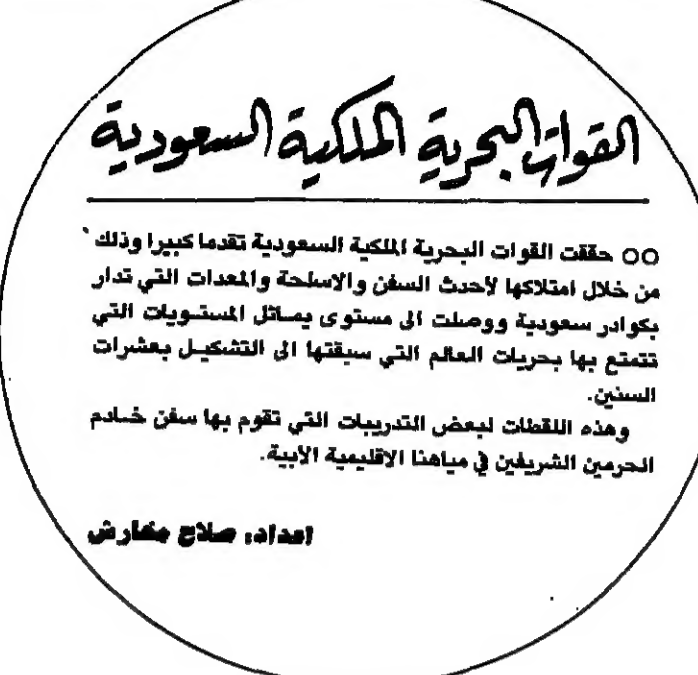 القوات البحرية الملكية السعودية
○○ حققت القوات البحرية الملكية السعودية تقدما كبيرا وذلك
من خلال امتلاكها لأحدث السفن والاسلحة والمعدات التي تدار
بكوادر سعودية ووصلت الى مستوى يماثل المستويات التي
تتمتع بها بحريات العالم التي سبقتها الى التشكيل بعشرات
السنين.
وهذه اللقطات لبعض التدريبات التي تقوم بها سفن خادم
الحرمين الشريفين في مياهنا الاقليمية الأبية.
اعداد: صلاح مخارش